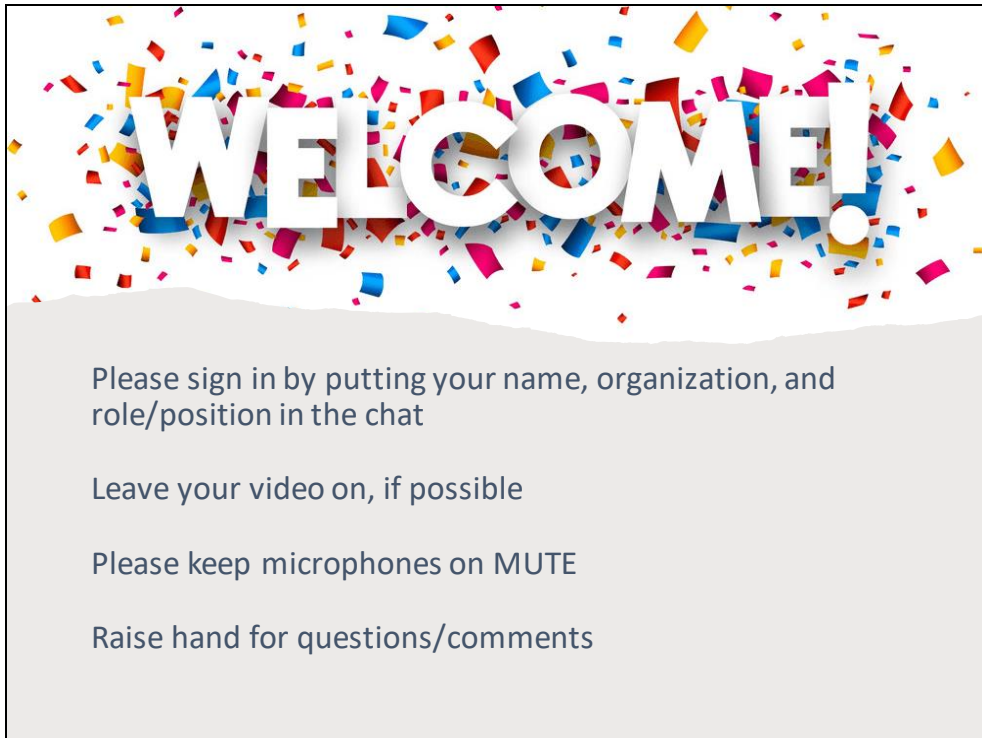 WELCOME!
Please sign in by putting your name, organization, and
role/position in the chat
Leave your video on, if possible
Please keep microphones on MUTE
Raise hand for questions/comments